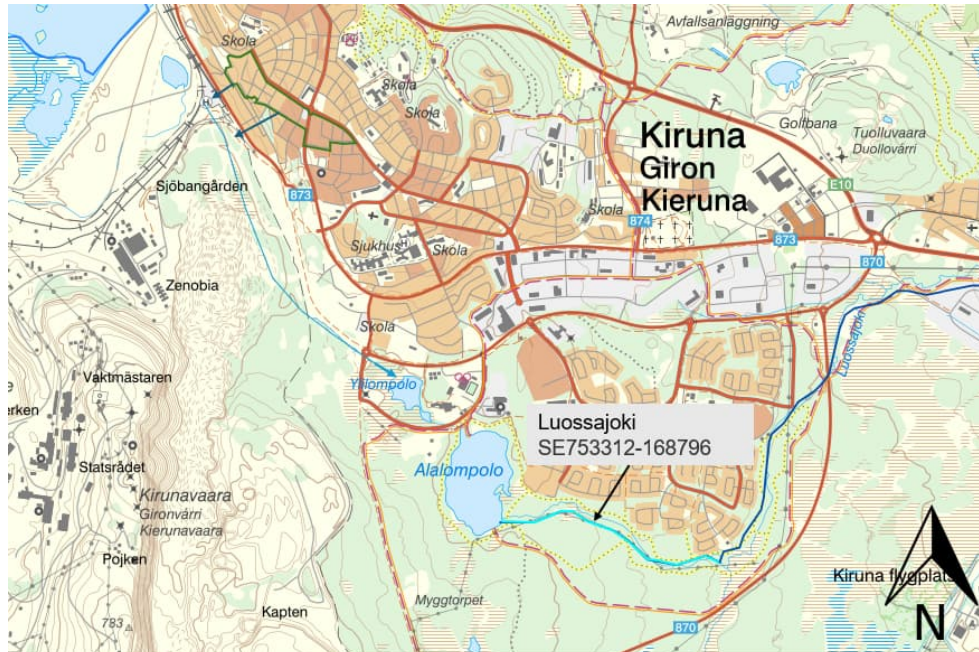 Avfallsanläggning
Skola
Skola
Skola
Kiruna
Giron
Kieruna
Golfbana
Tuolluvaara
Duollovárri
E10
Sjöbangården
873
Skola
874
873
Sjukhus
Skola
870
Zenobia
Luossajoki
Skola
Vaktmästaren
Ylilompolo
erken
Luossajoki
SE753312-168796
Statsrådet
Alalompolo
Kirunavaara
Gironvárri
Kierunavaara
Pojken
Kiruna flygplats
Myggtorpet
Kapten
783
870
N